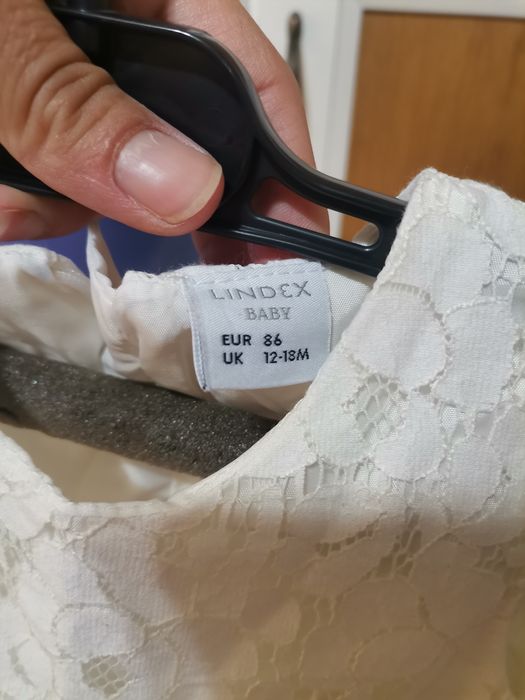 LINDEX
BABY
EUR 86
UK 12-18M